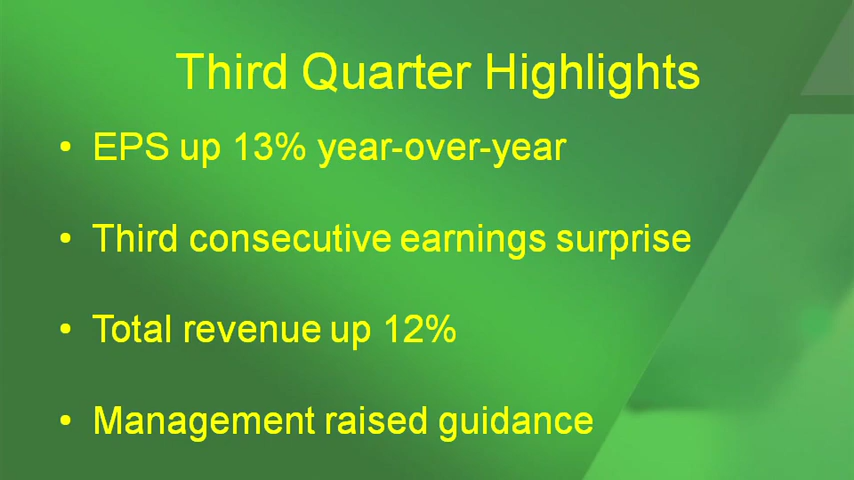 Third Quarter Highlights
• EPS up 13% year-over-year
• Third consecutive earnings surprise
• Total revenue up 12%
• Management raised guidance